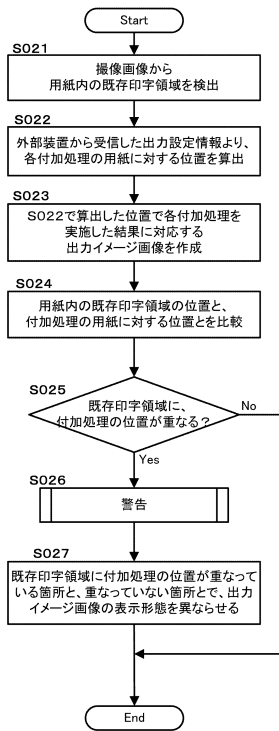 Start
S021
撮像画像から
用紙内の既存印字領域を検出
S022
外部装置から受信した出力設定情報より、
各付加処理の用紙に対する位置を算出
S023
S022で算出した位置で各付加処理を
実施した結果に対応する
出力イメージ画像を作成
S024
用紙内の既存印字領域の位置と、
付加処理の用紙に対する位置とを比較
S025
既存印字領域に、
付加処理の位置が重なる？
No
Yes
S026
警告
S027
既存印字領域に付加処理の位置が重なって
いる箇所と、重なっていない箇所とで、出力
イメージ画像の表示形態を異ならせる
End